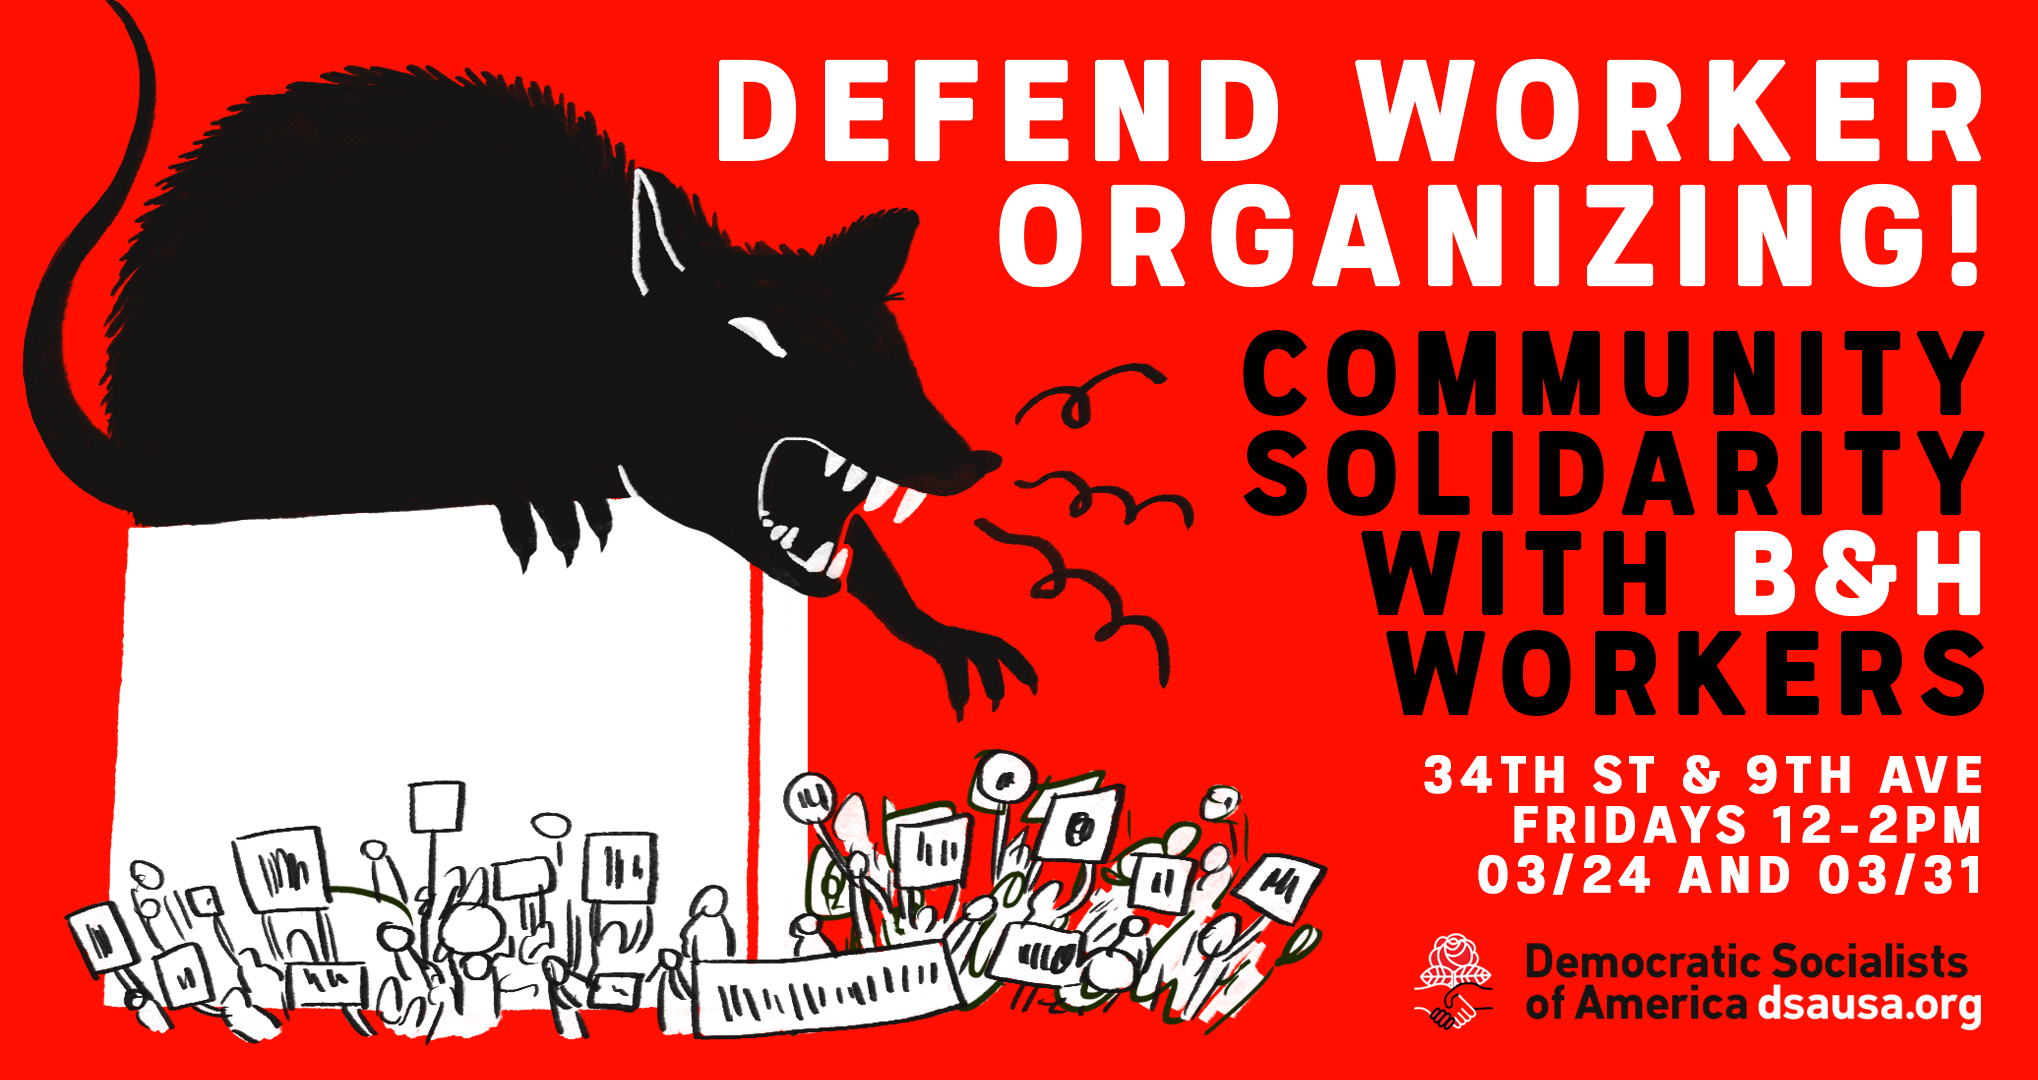 DEFEND WORKER
ORGANIZING!
COMMUNITY
SOLIDARITY
WITH B&H
WORKERS
34TH ST & 9TH AVE
FRIDAYS 12-2PM
03/24 AND 03/31
Democratic Socialists
of America dsausa.org